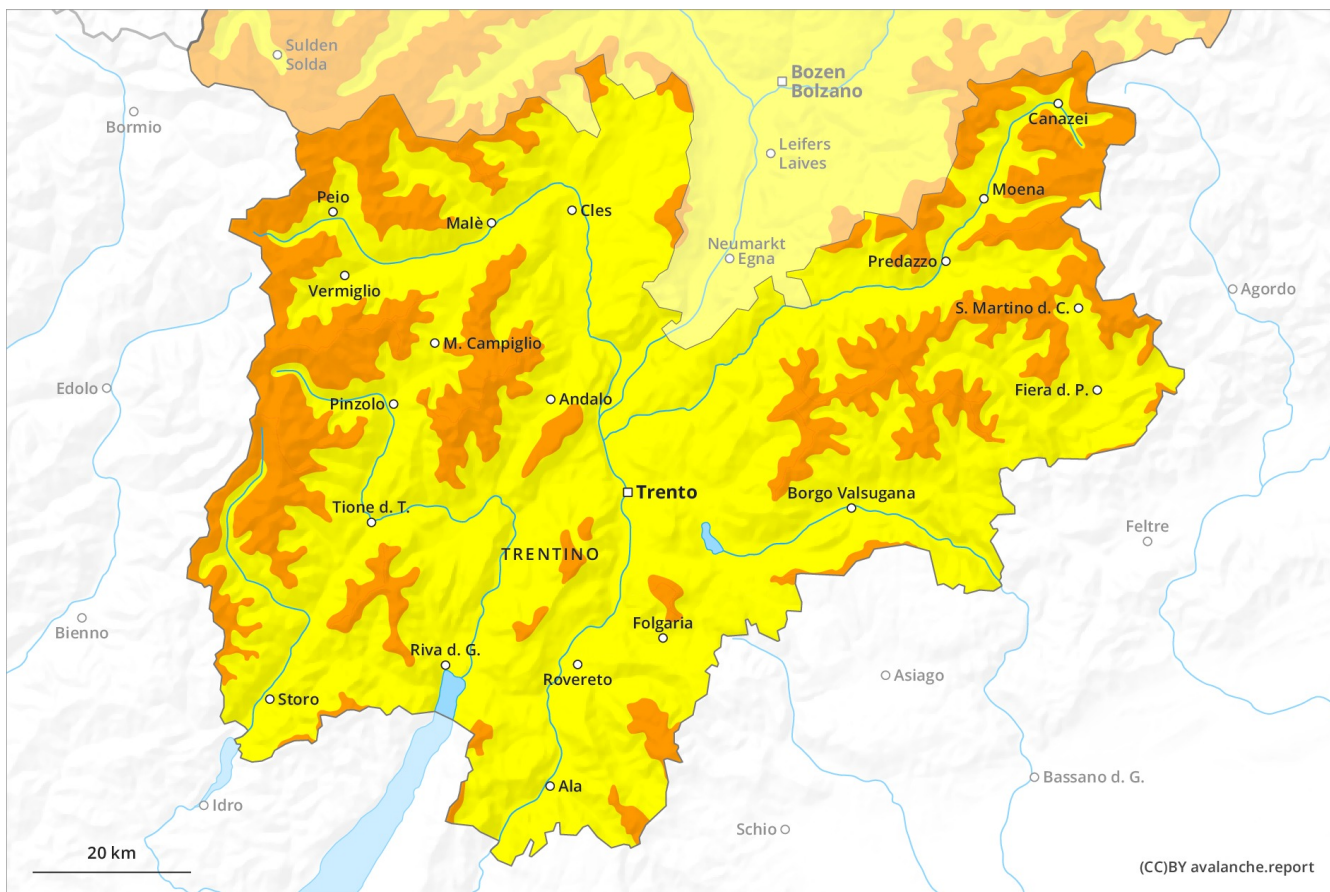 Sulden
Solda
Bozen
Bolzano
Bormio
Canazei
Leifers
Laives
Peio
Moena
Malè
Cles
Neumarkt
Egna
Predazzo
Vermiglio
Agordo
S. Martino d. C.
M. Campiglio
Edolo
Fiera d. P.
Pinzolo
Andalo
Trento
Borgo Valsugana
Tione d. T.
Feltre
TRENTINO
Bienno
Folgaria
Riva d. G.
Asiago
Rovereto
Storo
Bassano d. G.
Ala
Idro
Schio
20 km
(CC)BY avalanche.report